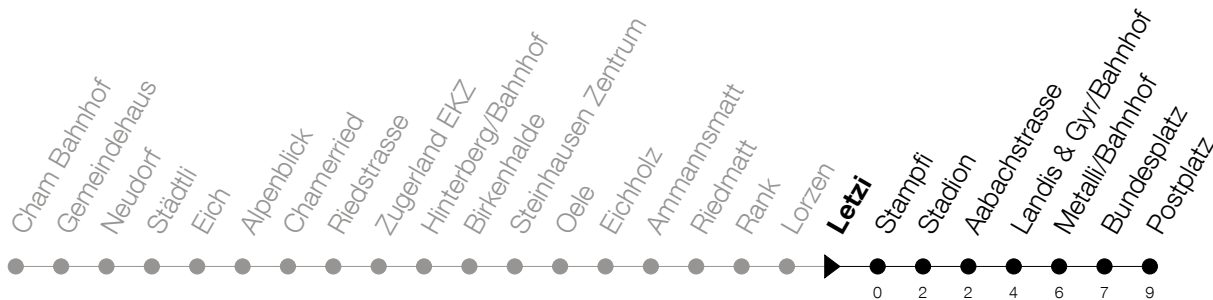 Cham Bahnhof
Gemeindehaus
Neudorf
Städtli
Eich
Alpenblick
Chamerried
Riedstrasse
Zugerland EKZ
Hinterberg/Bahnhof
Birkenhalde
Steinhausen Zentrum
Oele
Eichholz
Ammannsmatt
Riedmatt
Rank
Lorzen
Letzi
Stampfi
Stadion
Aabachstrasse
Landis & Gyr/Bahnhof
Metalli/Bahnhof
Bundesplatz
Postplatz
0 2 2 4 6 7 9